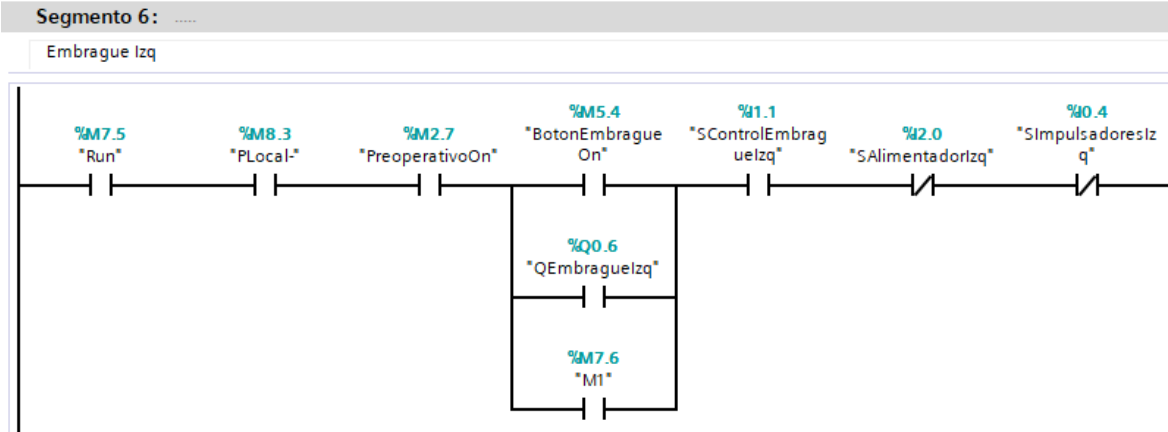 Segmento 6: .....
Embrague Izq
%M5.4
%I1.1
%I0.4
%M7.5
%M8.3
%M2.7
"BotonEmbrague
"SControlEmbrag
%I2.0
"SImpulsadoresIz
"Run"
"PLocal-"
"PreoperativoOn"
On"
ueIzq"
"SAlimentadorIzq"
q"
%Q0.6
"QEmbragueIzq"
%M7.6
"M1"